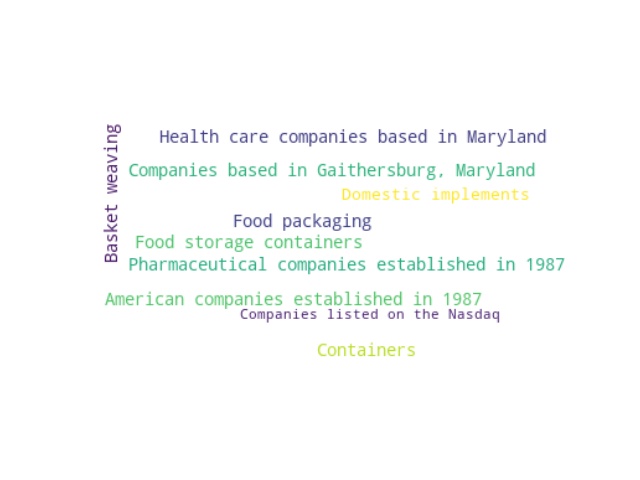 Basket weaving
Health care companies based in Maryland
Companies based in Gaithersburg, Maryland
Domestic implements
Food packaging
Food storage containers
Pharmaceutical companies established in 1987
American companies established in 1987
Companies listed on the Nasdaq
Containers